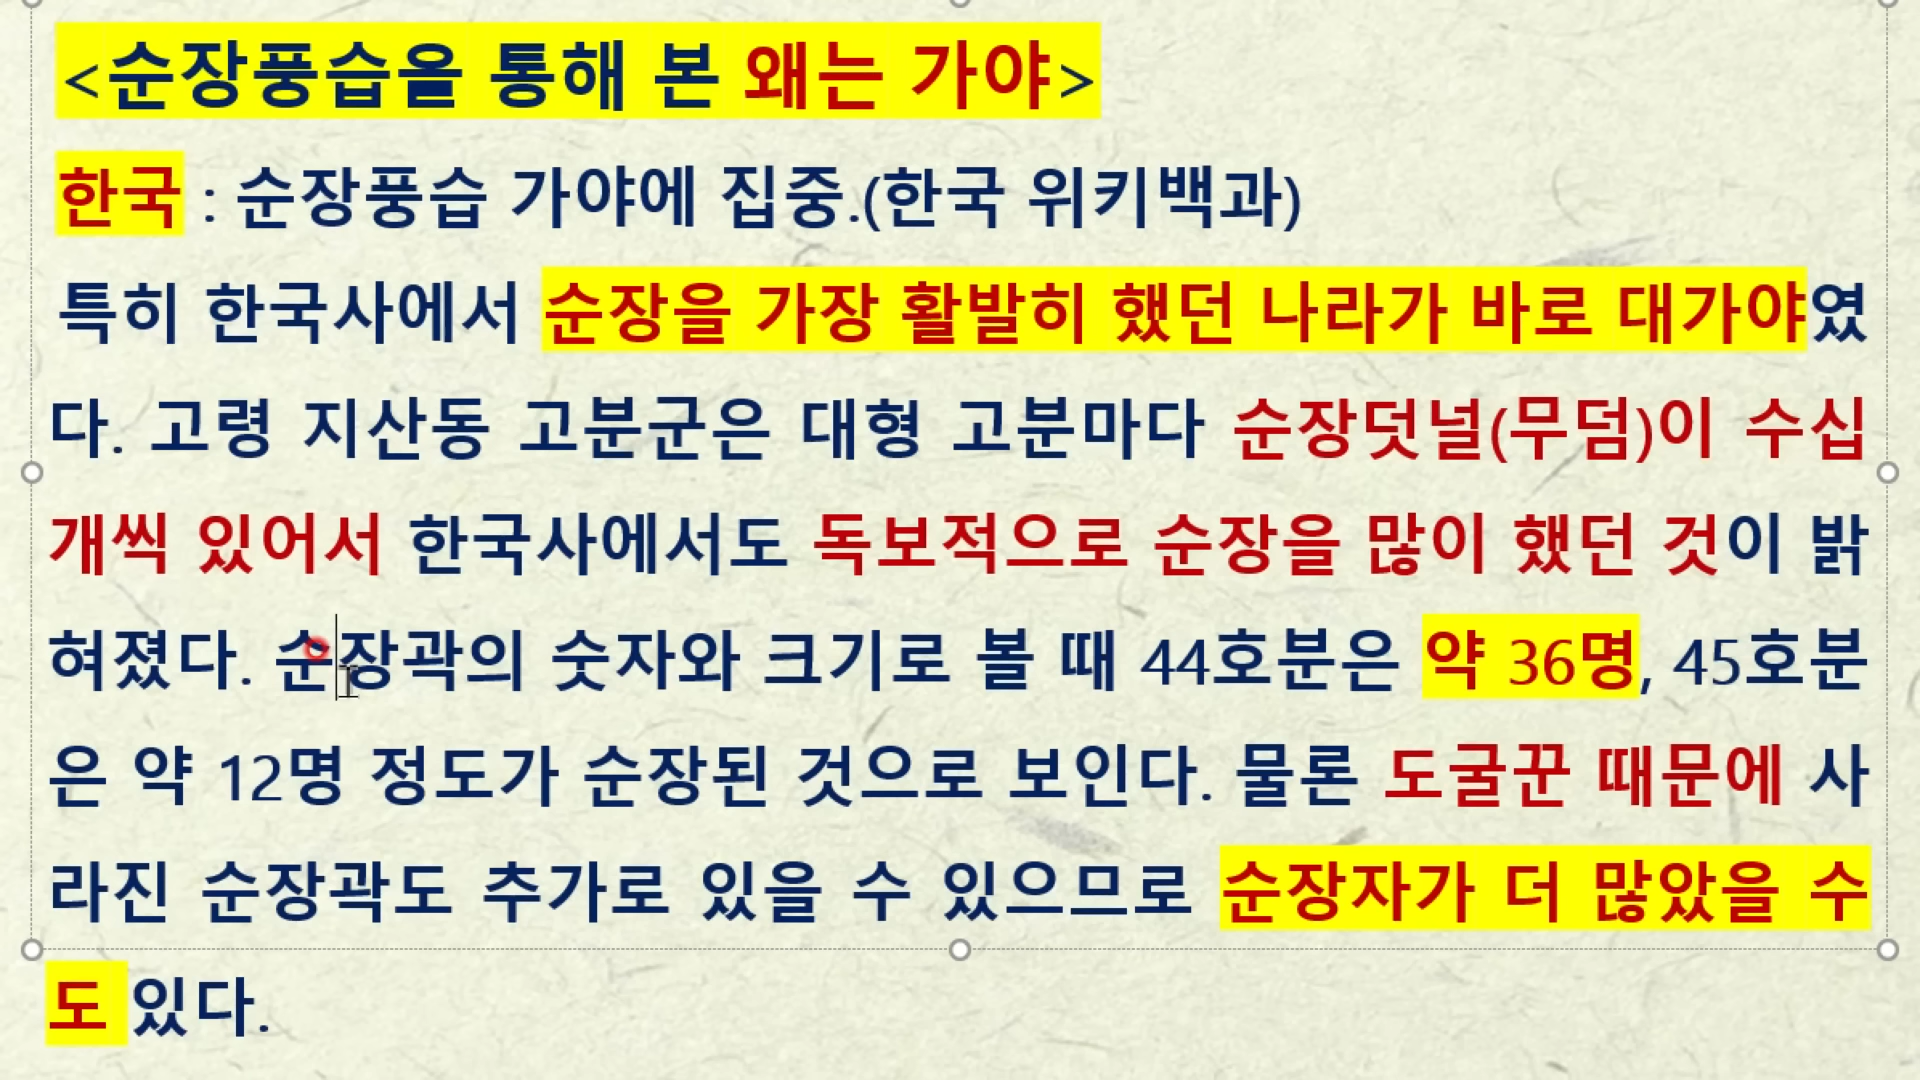 <순장풍습을 통해 본 왜는 가야>
한국 : 순장풍습 가야에 집중.(한국 위키백과)
특히 한국사에서 순장을 가장 활발히 했던 나라가 바로 대가야였
다. 고령 지산동 고분군은 대형 고분마다 순장덧널(무덤)이 수십
개씩 있어서 한국사에서도 독보적으로 순장을 많이 했던 것이 밝
혀졌다. 순장곽의 숫자와 크기로 볼 때 44호분은 약 36명, 45호분
은 약 12명 정도가 순장된 것으로 보인다. 물론 도굴꾼 때문에 사
라진 순장곽도 추가로 있을 수 있으므로 순장자가 더 많았을 수
도 있다.